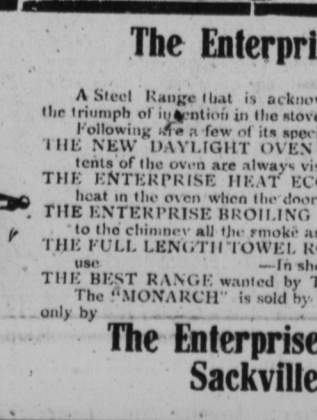 The Enterpri
A Steel Range that is acknow
the triumph of invention in the stove
Following are a few of its spec
THE NEW DAYLIGHT OVEN
tents of the oven are always vis
THE ENTERPRISE HEAT ECO
heat in the oven when the door
THE ENTERPRISE BROILING
to the chimney all the smoke a
THE FULL LENGTH TOWEL R
use —In sh
THE BEST RANGE wanted by T
The "MONARCH" is sold by
only by
The Enterprise
Sackville